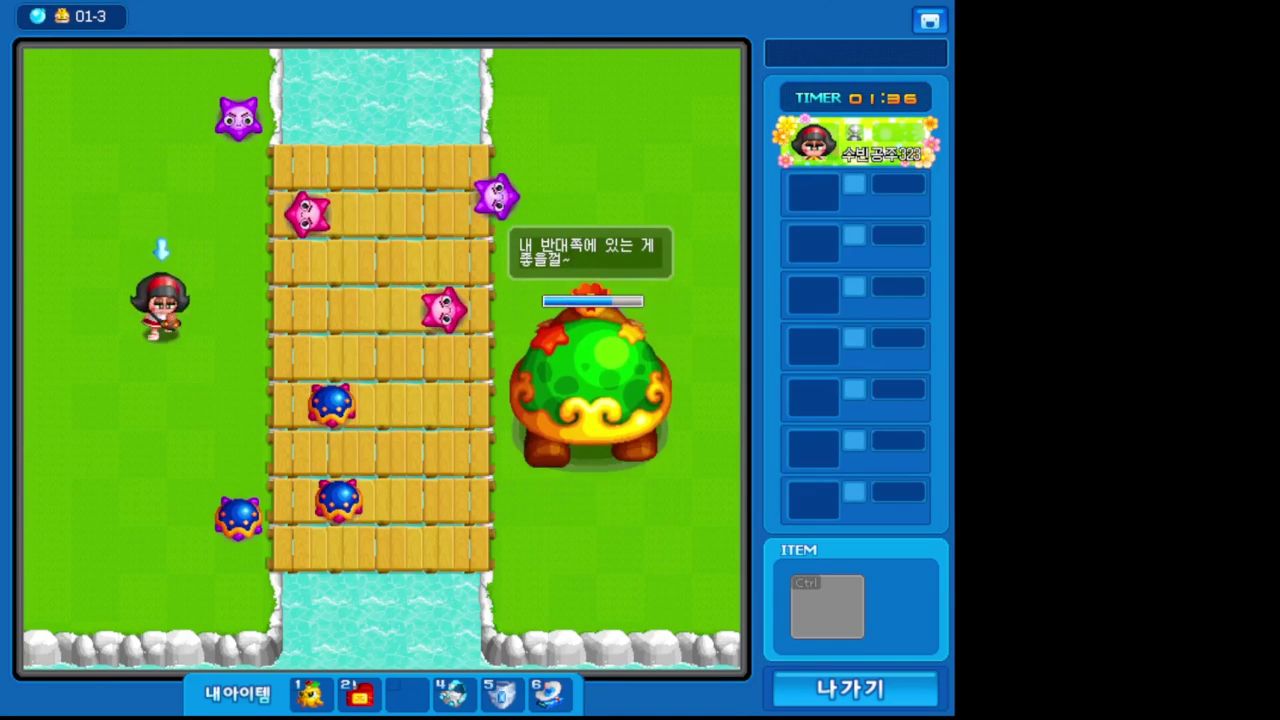 01-3
TIMER 01:36
수빈공주323
내 반대쪽에 있는 게
좋을껄~
ITEM
Ctrl
내아이템
1
2
4
5
6
나가기